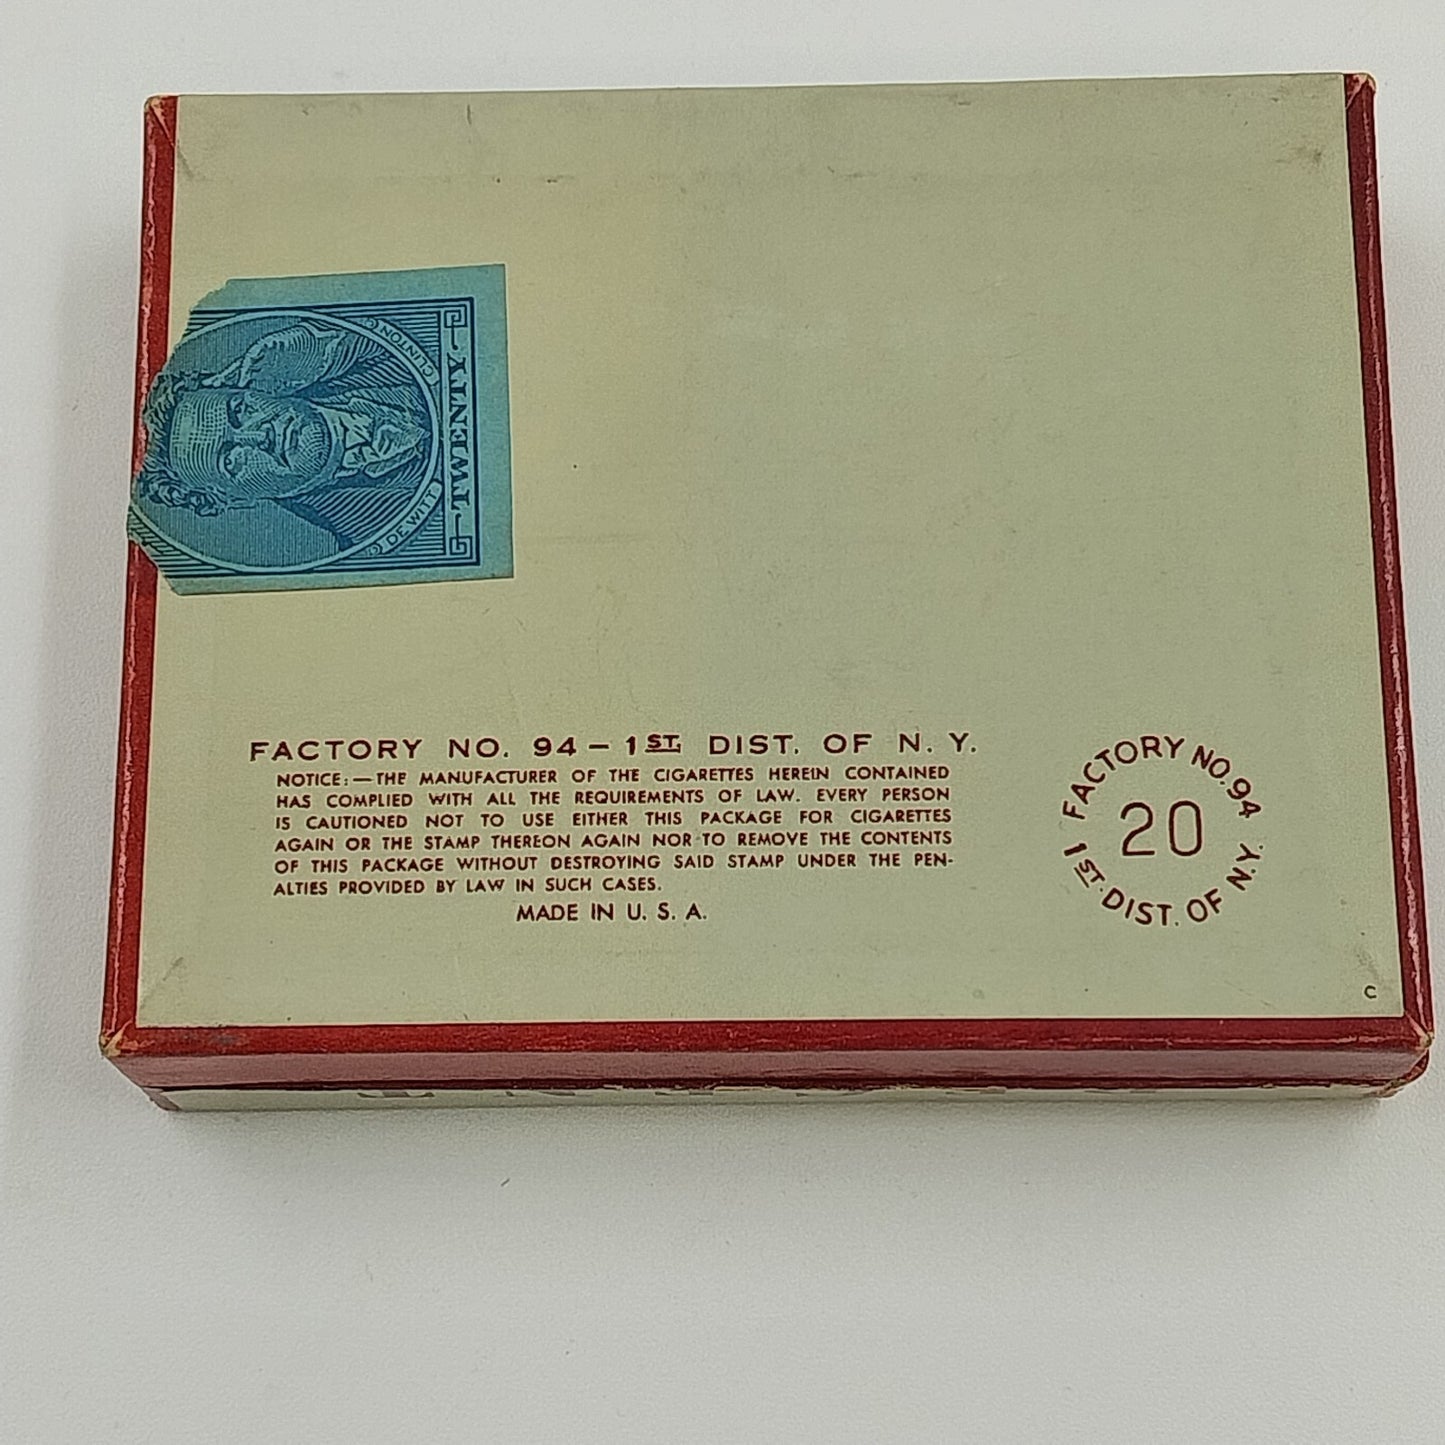 TWENTY
DE WITT CLINTON
FACTORY NO. 94 – 1ST. DIST. OF N. Y.
NOTICE:—THE MANUFACTURER OF THE CIGARETTES HEREIN CONTAINED
HAS COMPLIED WITH ALL THE REQUIREMENTS OF LAW. EVERY PERSON
IS CAUTIONED NOT TO USE EITHER THIS PACKAGE FOR CIGARETTES
AGAIN OR THE STAMP THEREON AGAIN NOR TO REMOVE THE CONTENTS
OF THIS PACKAGE WITHOUT DESTROYING SAID STAMP UNDER THE PEN-
ALTIES PROVIDED BY LAW IN SUCH CASES.
MADE IN U. S. A.
FACTORY NO. 94
20
1ST. DIST. OF N.Y.
C